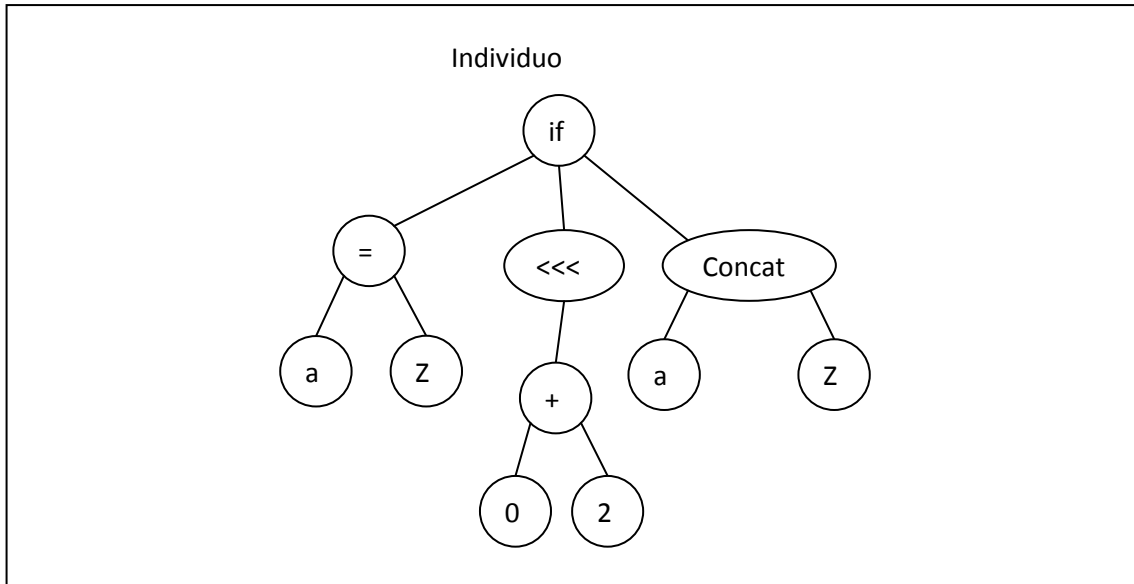 Individuo
if
= <<< Concat
a Z a Z
+
0 2